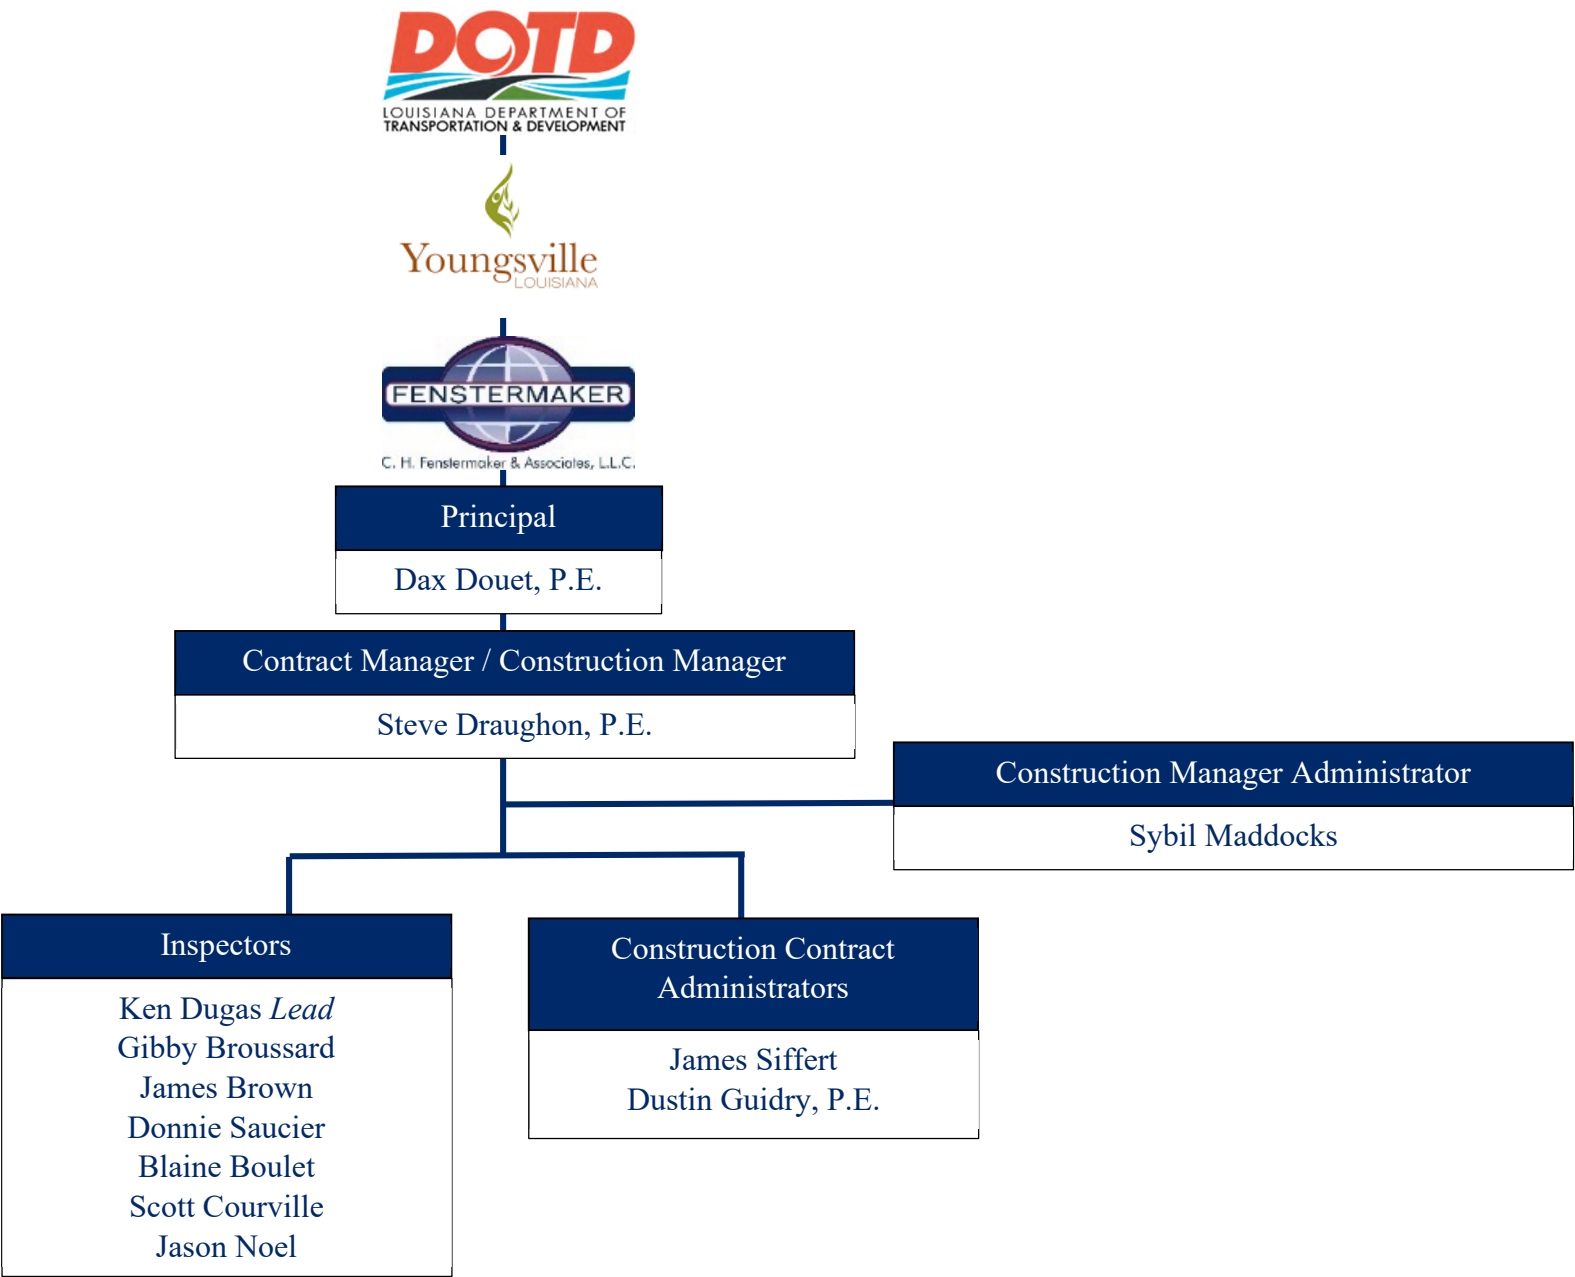 DOTD
LOUISIANA DEPARTMENT OF
TRANSPORTATION & DEVELOPMENT
Youngsville
LOUISIANA
FENSTERMAKER
C. H. Fenstermaker & Associates, L.L.C.
Principal
Dax Douet, P.E.
Contract Manager / Construction Manager
Steve Draughon, P.E.
Construction Manager Administrator
Sybil Maddocks
Inspectors
Ken Dugas Lead
Gibby Broussard
James Brown
Donnie Saucier
Blaine Boulet
Scott Courville
Jason Noel
Construction Contract
Administrators
James Siffert
Dustin Guidry, P.E.